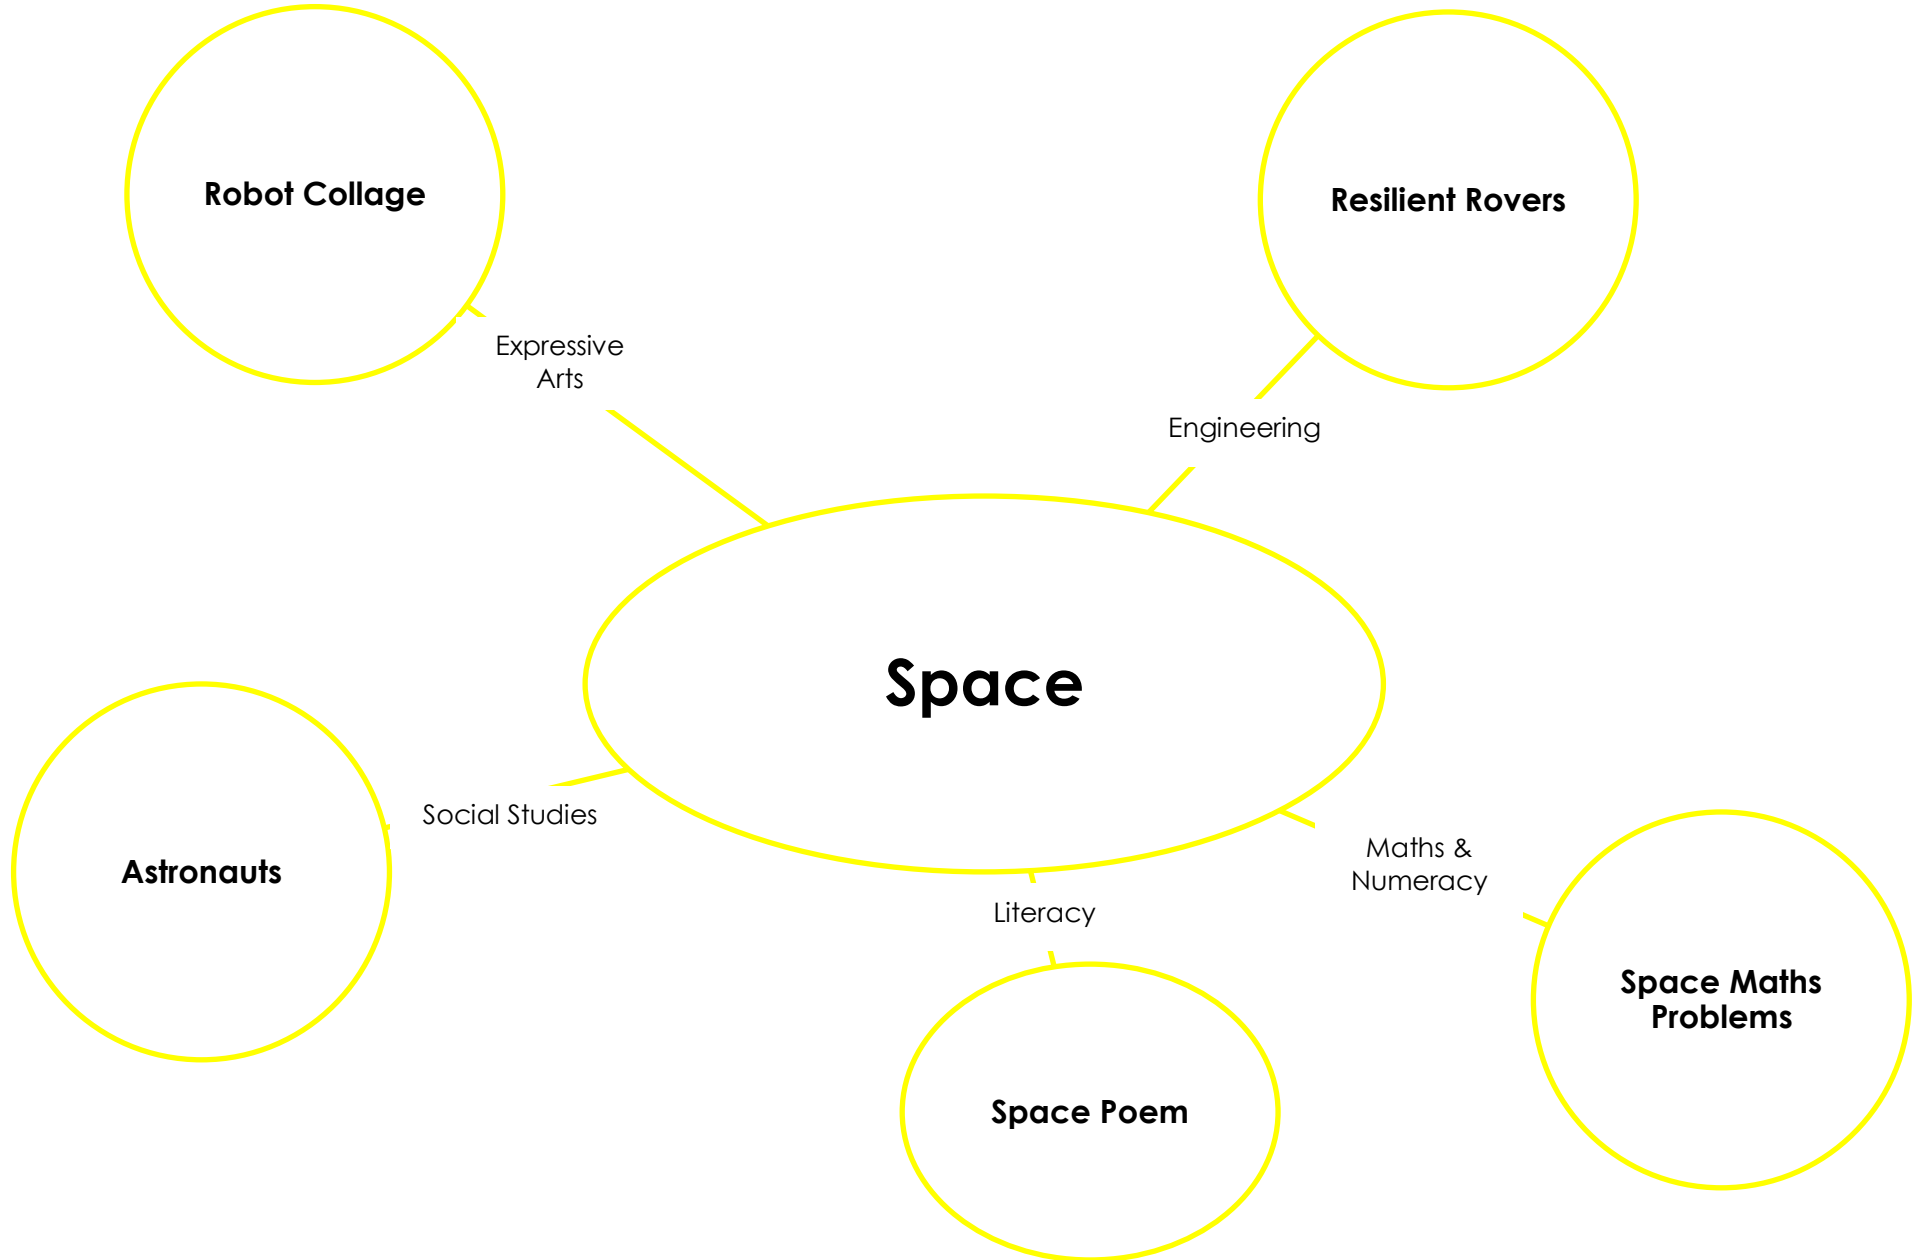 Robot Collage
Resilient Rovers
Expressive
Arts
Engineering
Space
Social Studies
Astronauts
Maths &
Numeracy
Literacy
Space Maths
Problems
Space Poem